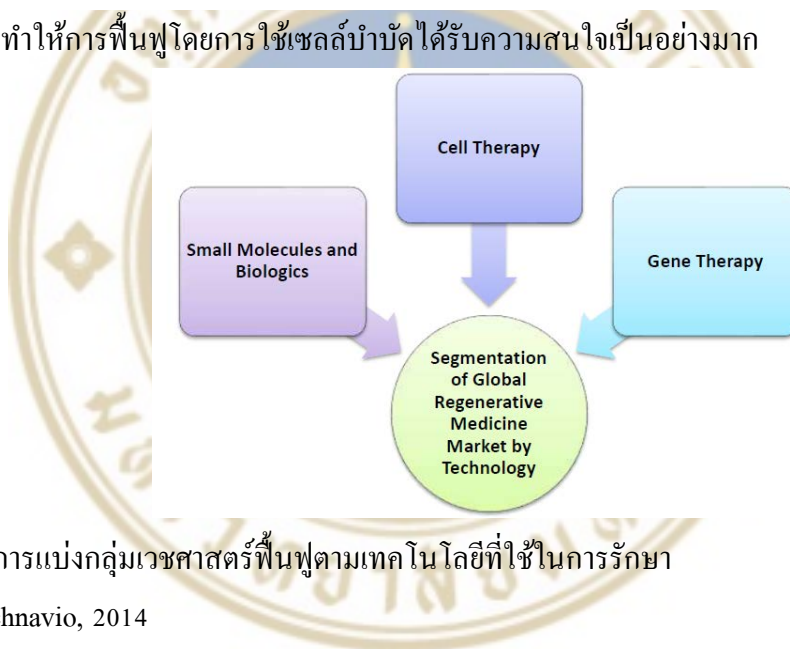 ทำให้การฟื้นฟูโดยการใช้เซลล์บำบัดได้รับความสนใจเป็นอย่างมาก
Cell Therapy
Small Molecules and
Biologics
Gene Therapy
Segmentation
of Global
Regenerative
Medicine
Market by
Technology
การแบ่งกลุ่มเวชศาสตร์ฟื้นฟูตามเทคโนโลยีที่ใช้ในการรักษา
hnavio, 2014